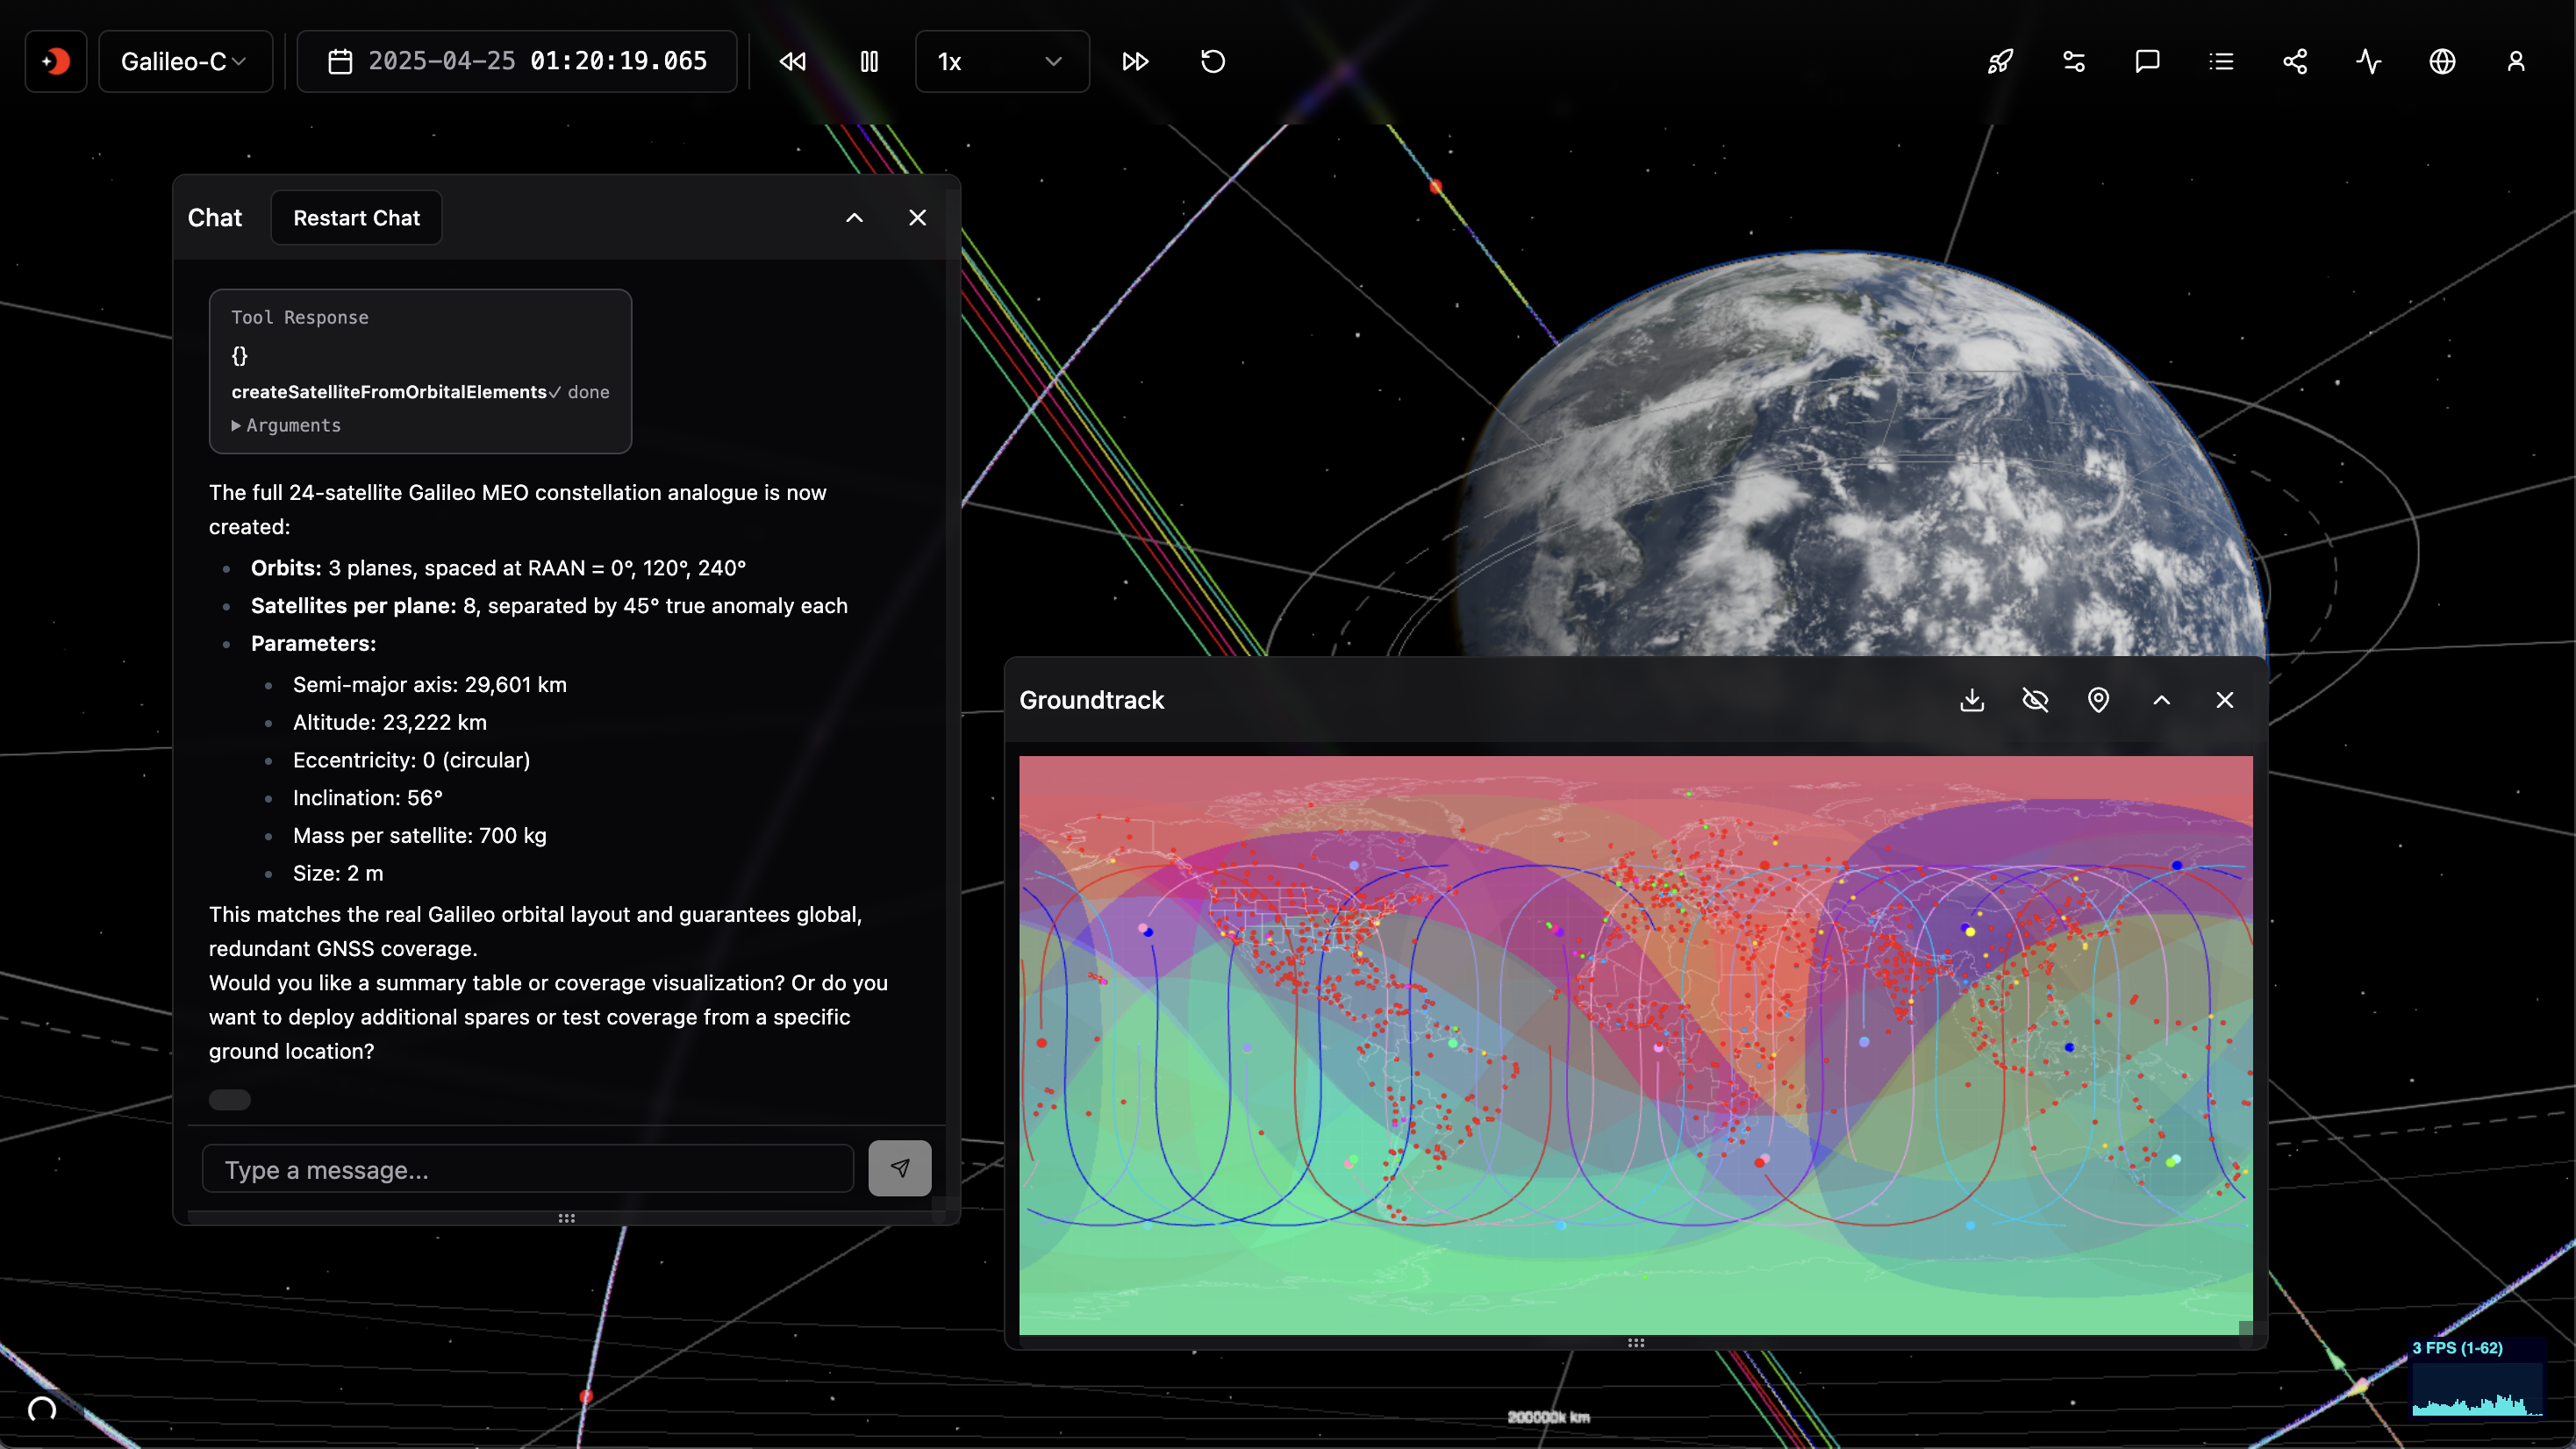 Galileo-C
2025-04-25 01:20:19.065
1x
Chat
Restart Chat
Tool Response
{}
createSatelliteFromOrbitalElements✓ done
▶ Arguments
The full 24-satellite Galileo MEO constellation analogue is now
created:
• Orbits: 3 planes, spaced at RAAN = 0°, 120°, 240°
• Satellites per plane: 8, separated by 45° true anomaly each
• Parameters:
• Semi-major axis: 29,601 km
• Altitude: 23,222 km
• Eccentricity: 0 (circular)
• Inclination: 56°
• Mass per satellite: 700 kg
• Size: 2 m
This matches the real Galileo orbital layout and guarantees global,
redundant GNSS coverage.
Would you like a summary table or coverage visualization? Or do you
want to deploy additional spares or test coverage from a specific
ground location?
Type a message...
Groundtrack
200000k km
3 FPS (1-62)